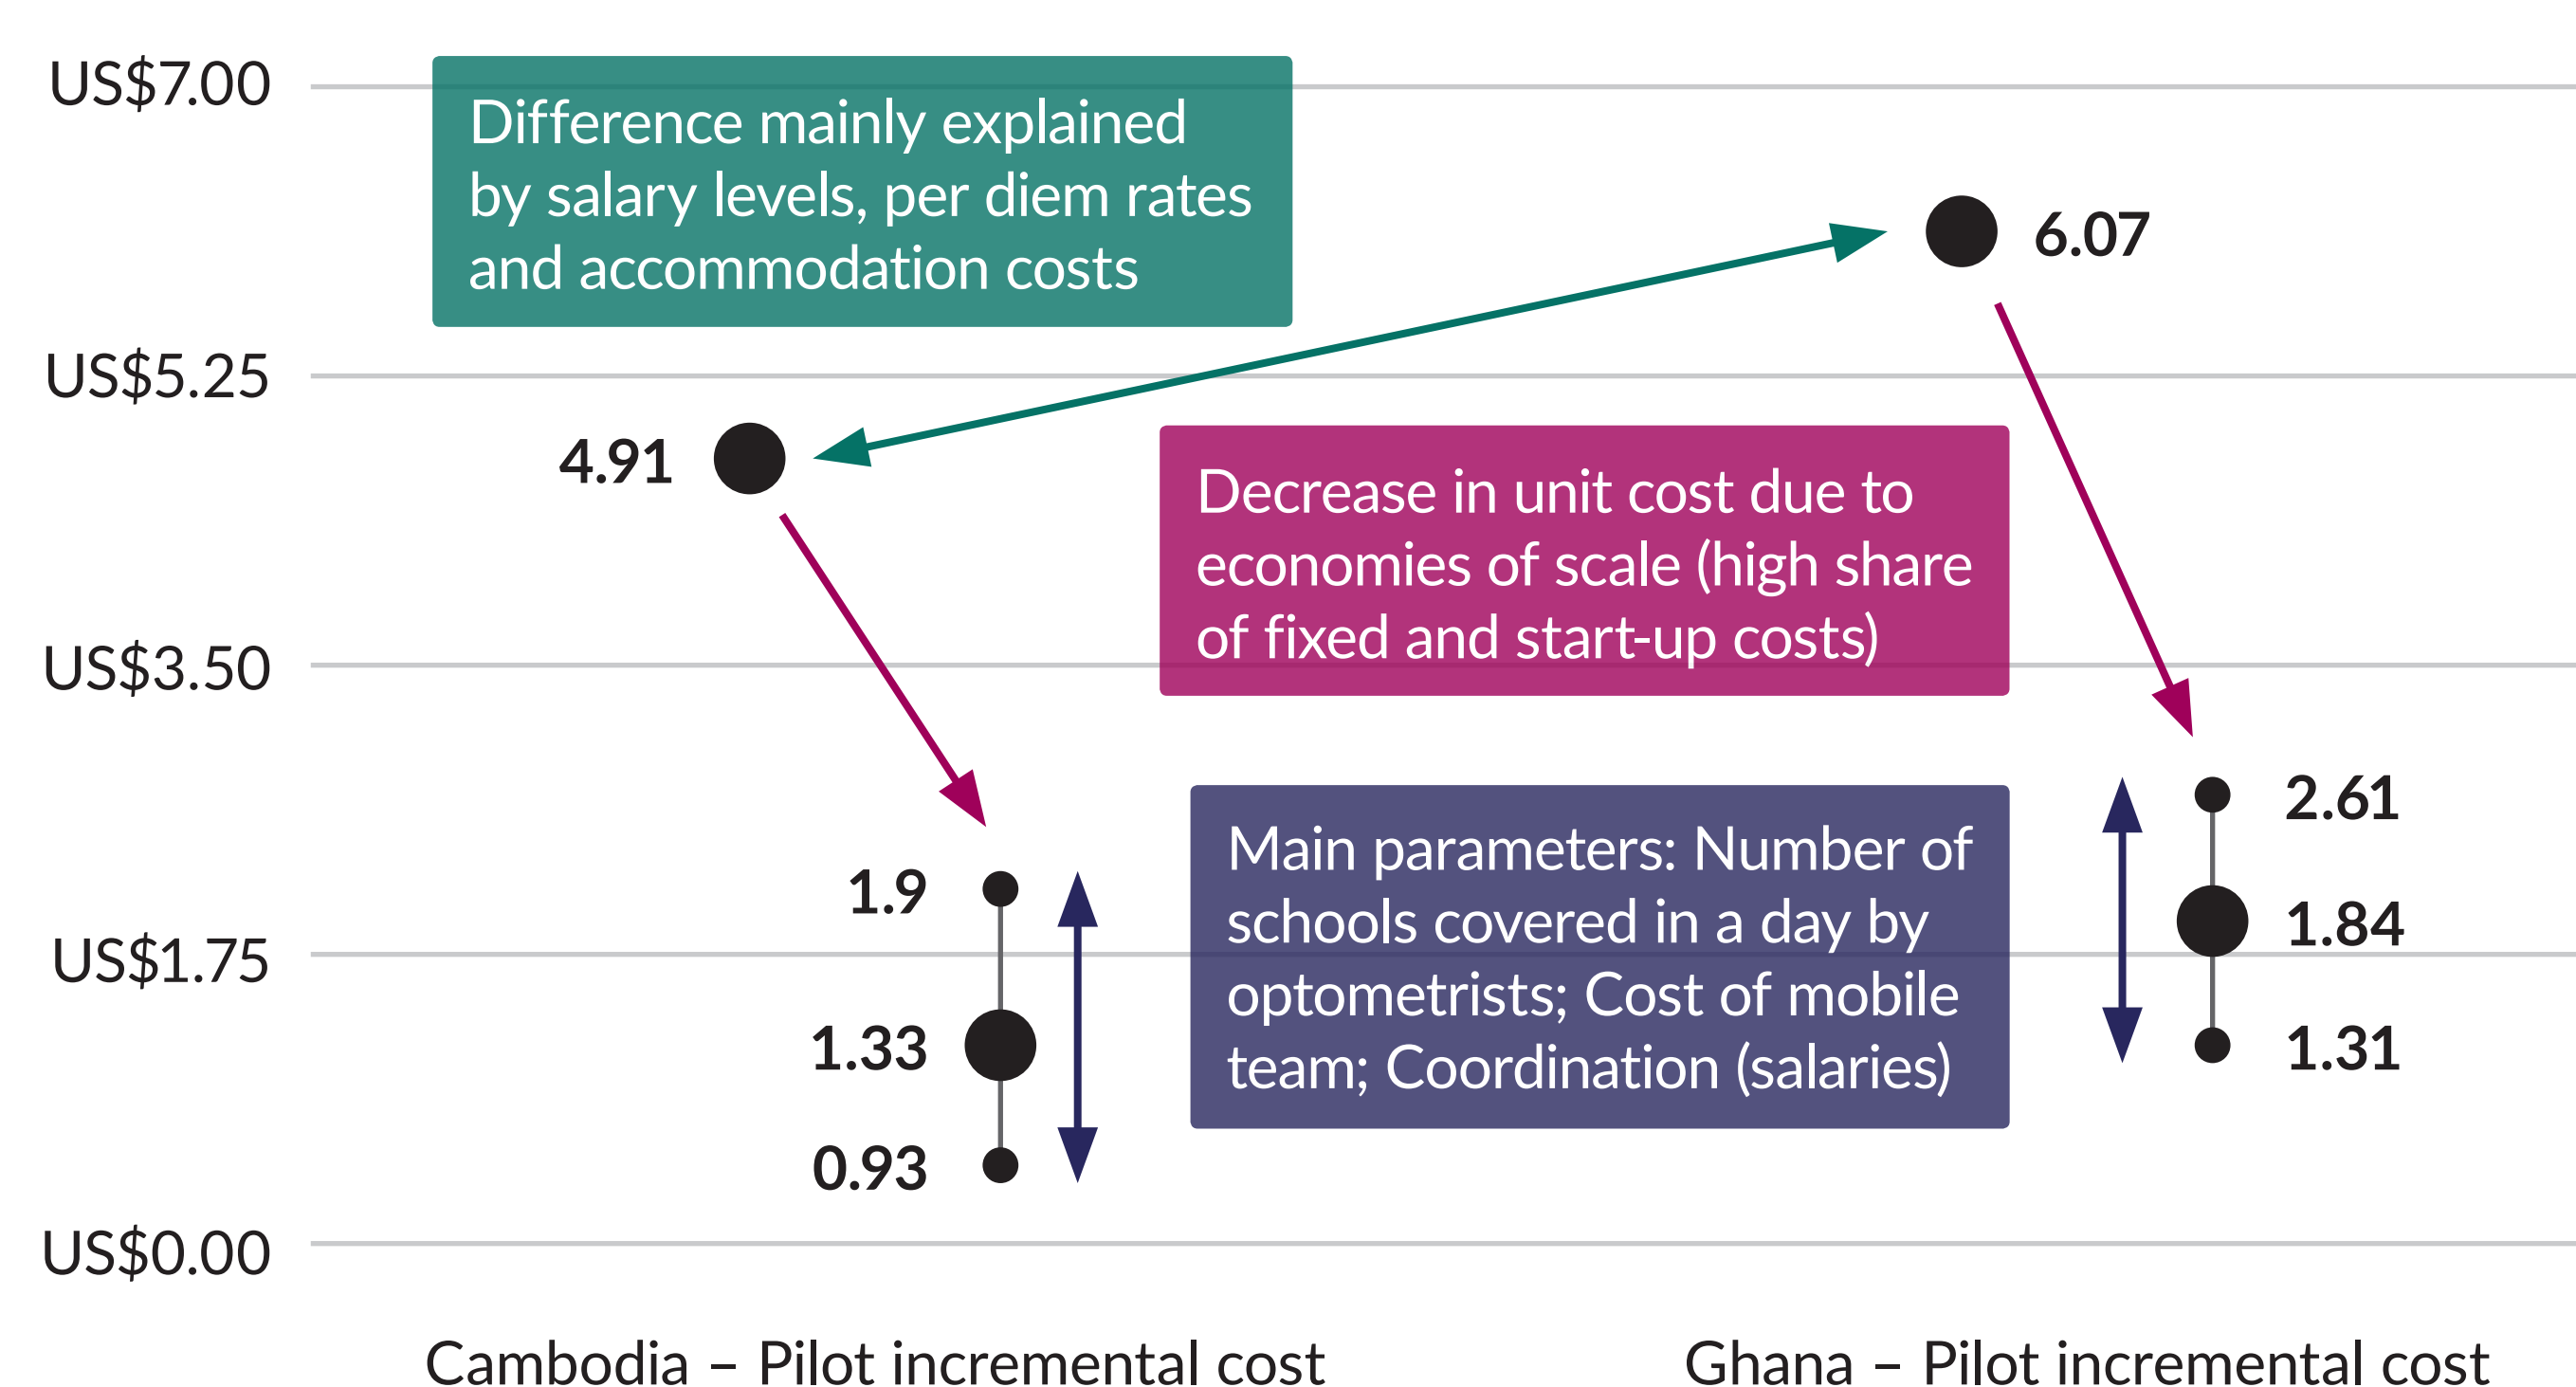 US$7.00
Difference mainly explained
by salary levels, per diem rates
and accommodation costs
6.07
US$5.25
4.91
Decrease in unit cost due to
economies of scale (high share
of fixed and start-up costs)
US$3.50
2.61
Main parameters: Number of
schools covered in a day by
optometrists; Cost of mobile
team; Coordination (salaries)
1.9
1.84
US$1.75
1.33
1.31
0.93
US$0.00
Cambodia – Pilot incremental cost
Ghana – Pilot incremental cost